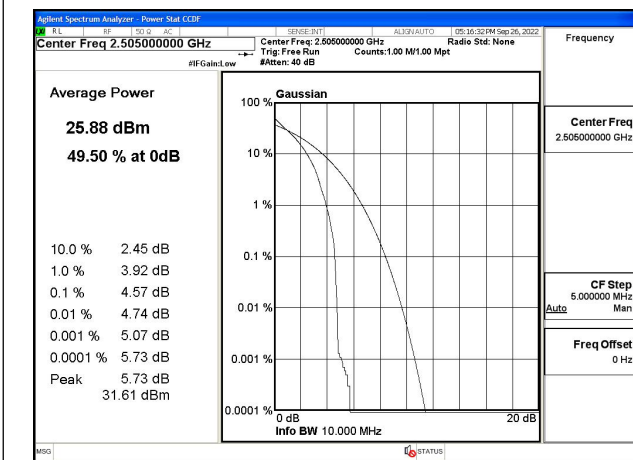 Agilent Spectrum Analyzer - Power Stat CCDF
RL RF 50 Ω AC SENSE:INT ALIGN AUTO 05:16:32 PM Sep 26, 2022
Center Freq 2.505000000 GHz
Center Freq: 2.505000000 GHz Radio Std: None
Trig: Free Run Counts:1.00 M/1.00 Mpt
#IFGain:Low #Atten: 40 dB
Frequency
Average Power
25.88 dBm
49.50 % at 0dB
10.0 % 2.45 dB
1.0 % 3.92 dB
0.1 % 4.57 dB
0.01 % 4.74 dB
0.001 % 5.07 dB
0.0001 % 5.73 dB
Peak 5.73 dB
31.61 dBm
Gaussian
100 %
10 %
1 %
0.1 %
0.01 %
0.001 %
0.0001 %
0 dB 20 dB
Info BW 10.000 MHz
Center Freq
2.505000000 GHz
CF Step
5.000000 MHz
Auto Man
Freq Offset
0 Hz
MSG STATUS